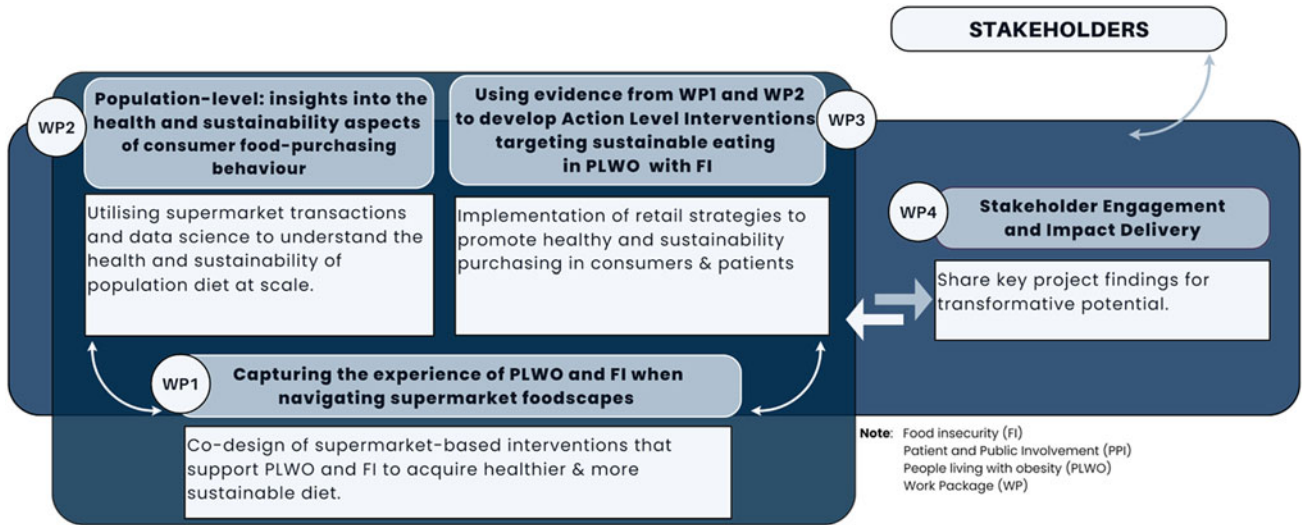 STAKEHOLDERS
WP2
Population-level: insights into the
health and sustainability aspects
of consumer food-purchasing
behaviour
Utilising supermarket transactions
and data science to understand the
health and sustainability of
population diet at scale.
Using evidence from WP1 and WP2
to develop Action Level Interventions
targeting sustainable eating
in PLWO with FI
WP3
Implementation of retail strategies to
promote healthy and sustainability
purchasing in consumers & patients
WP4
Stakeholder Engagement
and Impact Delivery
Share key project findings for
transformative potential.
WP1
Capturing the experience of PLWO and FI when
navigating supermarket foodscapes
Co-design of supermarket-based interventions that
support PLWO and FI to acquire healthier & more
sustainable diet.
Note: Food insecurity (FI)
Patient and Public Involvement (PPI)
People living with obesity (PLWO)
Work Package (WP)